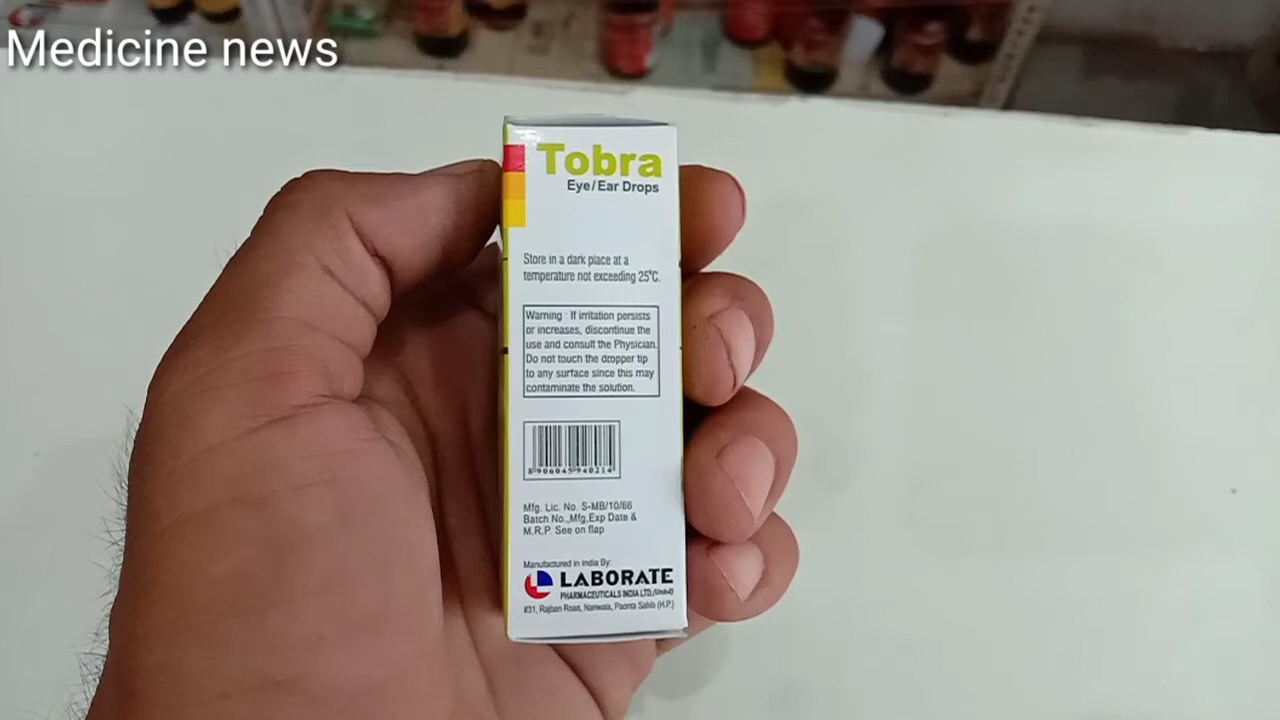 Medicine news
Tobra
Eye/Ear Drops
Store in a dark place at a
temperature not exceeding 25°C.
Warning : If irritation persists
or increases, discontinue the
use and consult the Physician.
Do not touch the dropper tip
to any surface since this may
contaminate the solution.
8 906045 940214
Mfg. Lic. No. S-MB/10/66
Batch No.,Mfg,Exp Date &
M.R.P. See on flap
Manufactured in India By:
LABORATE
PHARMACEUTICALS INDIA LTD.
#31, Rajban Road, Nariwala, Paonta Sahib (H.P.)